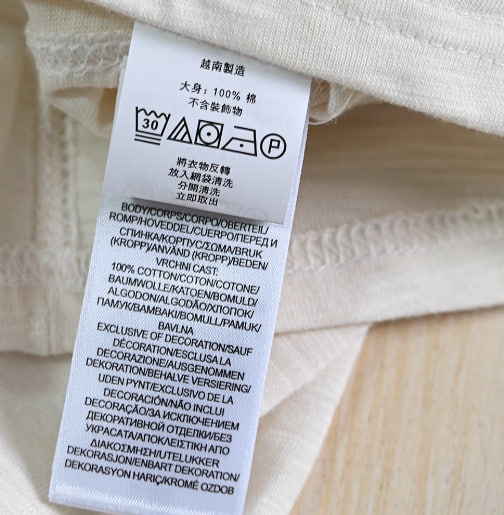 越南製造
大身: 100% 棉
不含裝飾物
30 P
將衣物反轉
放入網袋清洗
分開清洗
立即取出
BODY/CORPS/CORPO/OBERTEIL/
ROMP/HOVEDDEL/CUERPO/ПЕРЕД И
СПИНКА/КОРПУС/ΣΩΜΑ/BRUK
(KROPP)/ANVÄND (KROPP)/BEDEN/
VRCHNI CAST:
100% COTTON/COTON/COTONE/
BAUMWOLLE/KATOEN/BOMULD/
ALGODON/ALGODÃO/ХЛОПОК/
ПАМУК/ΒΑΜΒΑΚΙ/BOMULL/PAMUK/
BAVLNA
EXCLUSIVE OF DECORATION/SAUF
DÉCORATION/ESCLUSA LA
DECORAZIONE/AUSGENOMMEN
DEKORATION/BEHALVE VERSIERING/
UDEN PYNT/EXCLUSIVO DE LA
DECORACIÓN/NÃO INCLUI
DECORAÇÃO/ЗА ИСКЛЮЧЕНИЕМ
ДЕКОРАТИВНОЙ ОТДЕЛКИ/БЕЗ
УКРАСАТА/ΑΠΟΚΛΕΙΣΤΙΚΗ ΑΠΟ
ΔΙΑΚΟΣΜΗΣΗ/UTELUKKER
DEKORASJON/ENBART DEKORATION/
DEKORASYON HARIÇ/KROMĚ OZDOB